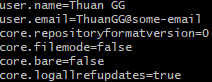 user.name=Thuan GG
user.email=ThuanGG@some-email
core.repositoryformatversion=0
core.filemode=false
core.bare=false
core.logallrefupdates=true